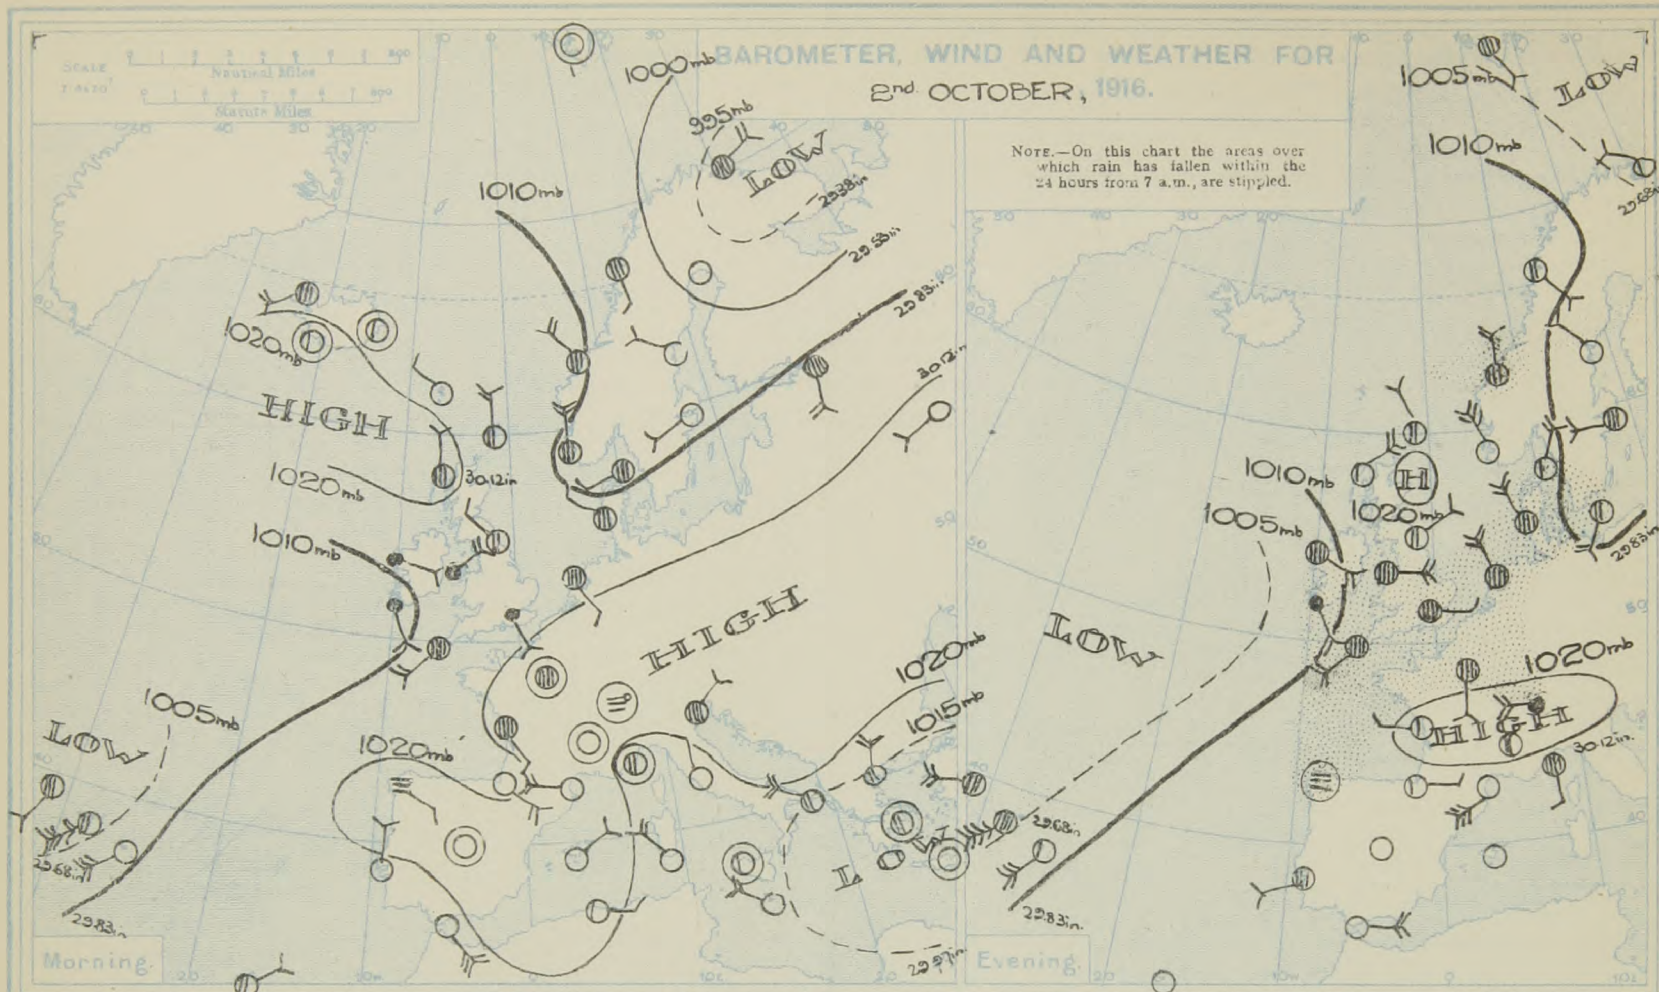 BAROMETER, WIND AND WEATHER FOR
2nd OCTOBER, 1916.
SCALE
Nautical Miles
Statute Miles
NOTE.—On this chart the areas over
which rain has fallen within the
24 hours from 7 a.m., are stippled.
1000mb
995mb
LOW
29.38in
1010mb
29.53in
29.83in
1020mb
30.12in
HIGH
1020mb
30.12in
1010mb
HIGH
1005mb
LOW
1020mb
1020mb
1015mb
29.68in
29.83in
L
29.97in
Morning.
1005mb
LOW
1010mb
29.68in
1010mb
H
1005mb
1020mb
29.83in
LOW
1020mb
HIGH
30.12in.
29.68in
29.83in.
Evening.